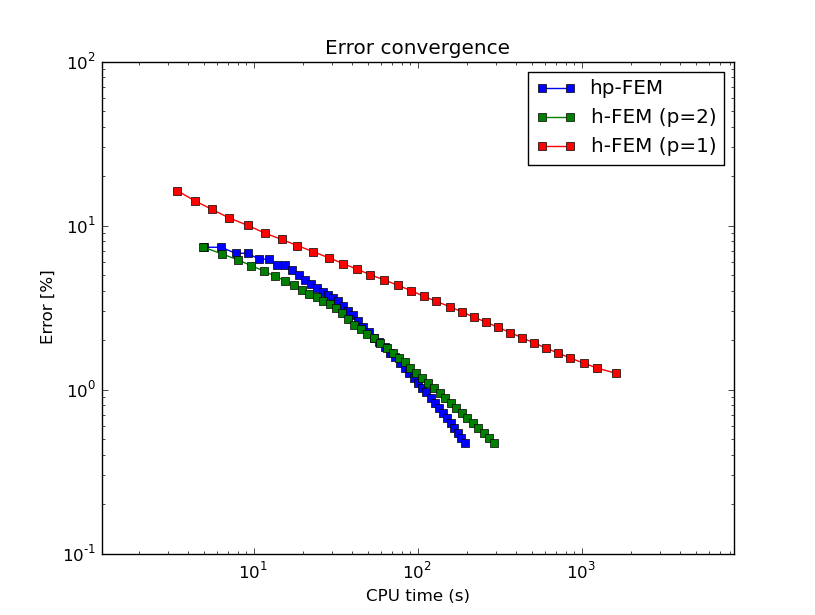 Error convergence
10^2
10^1
10^0
10^-1
Error [%]
hp-FEM
h-FEM (p=2)
h-FEM (p=1)
10^1
10^2
10^3
CPU time (s)